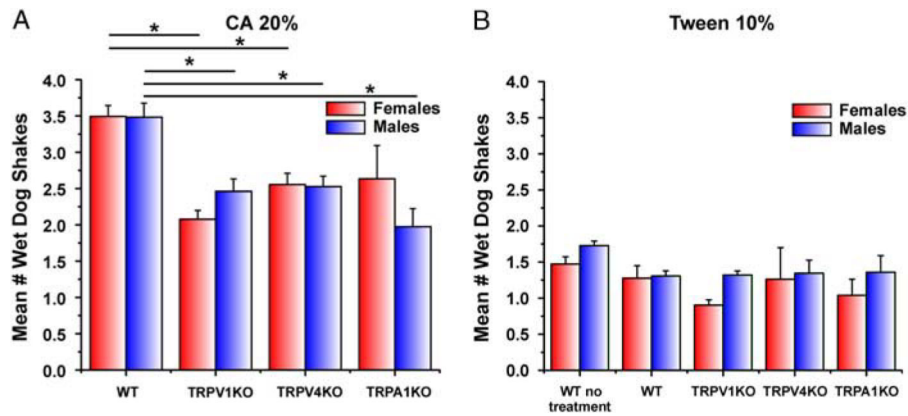 A
CA 20%
*
*
*
*
*
Mean # Wet Dog Shakes
4.0
3.5
3.0
2.5
2.0
1.5
1.0
0.5
0.0
Females
Males
WT
TRPV1KO
TRPV4KO
TRPA1KO
B
Tween 10%
Mean # Wet Dog Shakes
4.0
3.5
3.0
2.5
2.0
1.5
1.0
0.5
0.0
Females
Males
WT no
treatment
WT
TRPV1KO
TRPV4KO
TRPA1KO